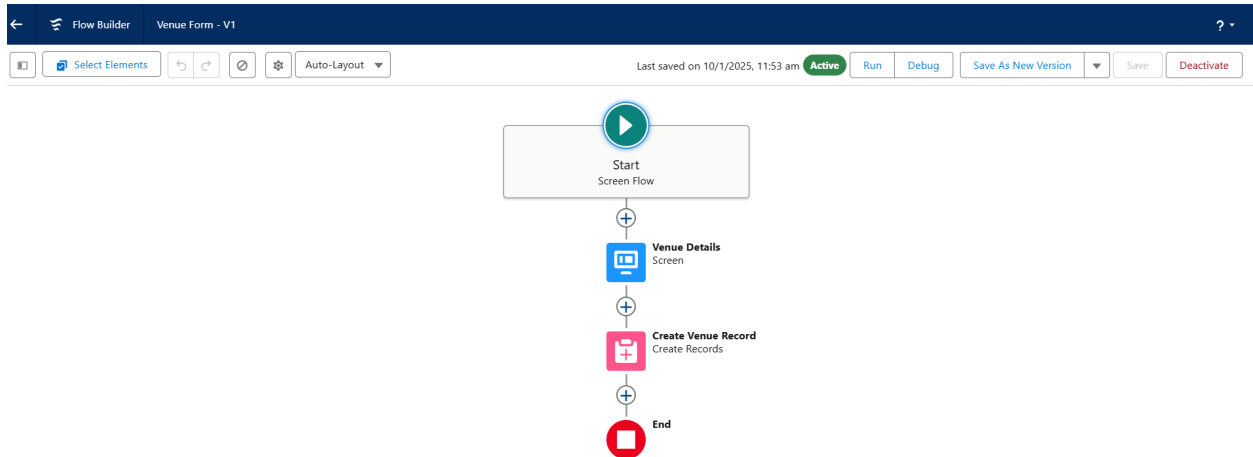 Flow Builder Venue Form - V1 ?
Select Elements Auto-Layout Last saved on 10/1/2025, 11:53 am Active Run Debug Save As New Version Save Deactivate
Start
Screen Flow
Venue Details
Screen
Create Venue Record
Create Records
End